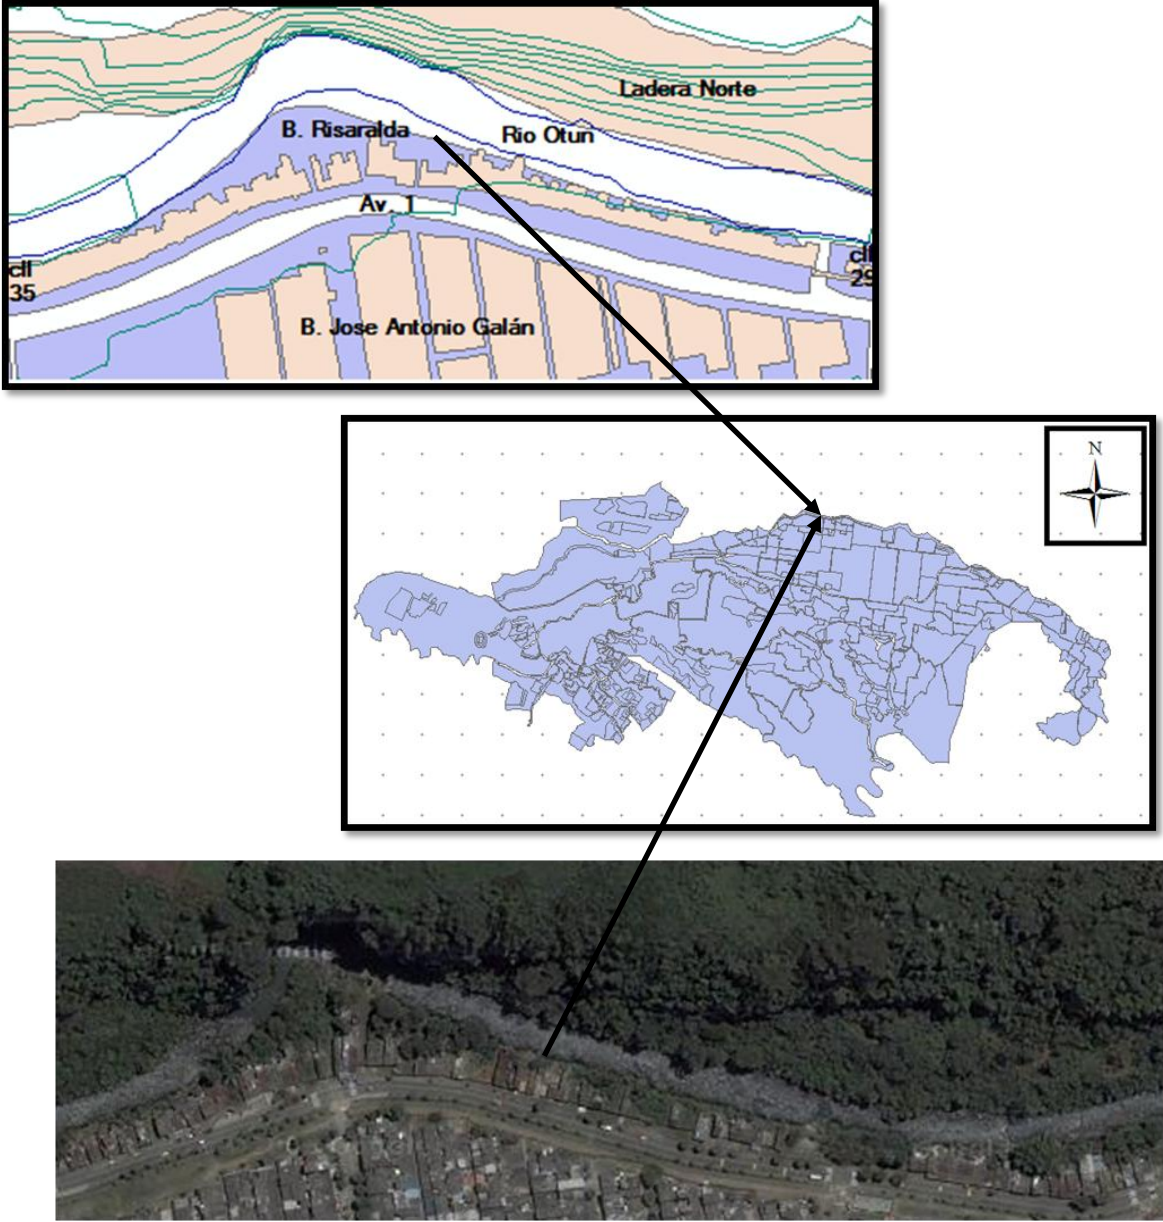 Ladera Norte
B. Risaralda
Rio Otun
Av. 1
cll
35
cll
29
B. Jose Antonio Galán
N